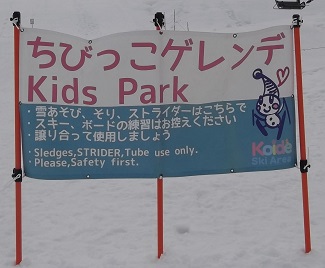 ちびっこゲレンデ
Kids Park
・雪あそび、そり、ストライダーはこちらで
・スキー、ボードの練習はお控えください
・譲り合って使用しましょう
・Sledges,STRIDER,Tube use only.
・Please,Safety first.
Koide
Ski Area